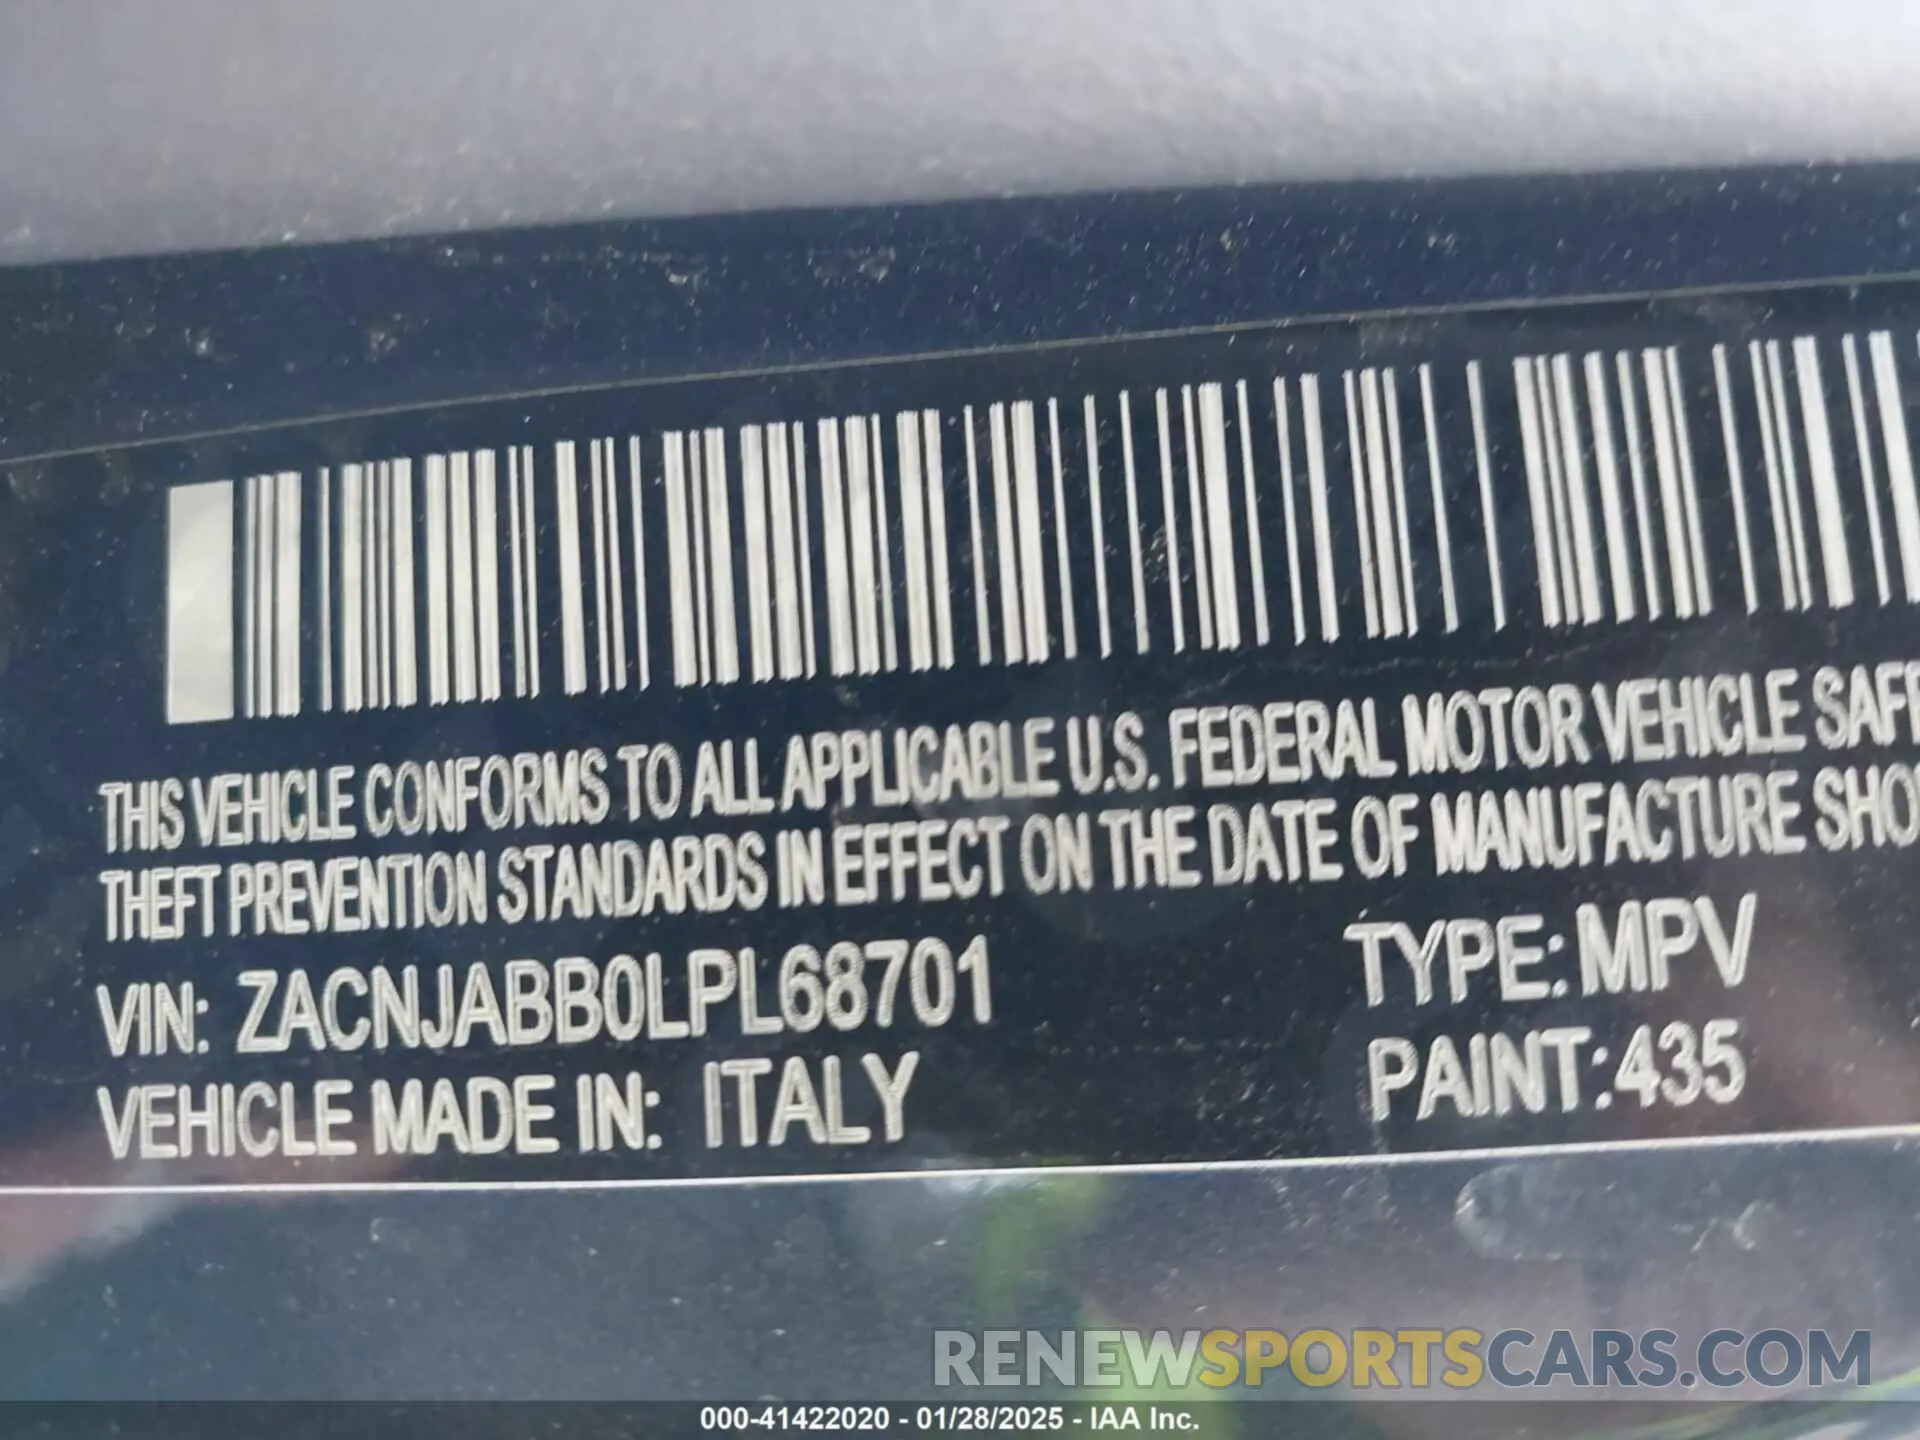 THIS VEHICLE CONFORMS TO ALL APPLICABLE U.S. FEDERAL MOTOR VEHICLE
THEFT PREVENTION STANDARDS IN EFFECT ON THE DATE OF MANUFACTURE
VIN: ZACNJABB0LPL68701 TYPE: MPV
VEHICLE MADE IN: ITALY PAINT:435
RENEWSPORTSCARS.COM
000-41422020 - 01/28/2025 - IAA Inc.